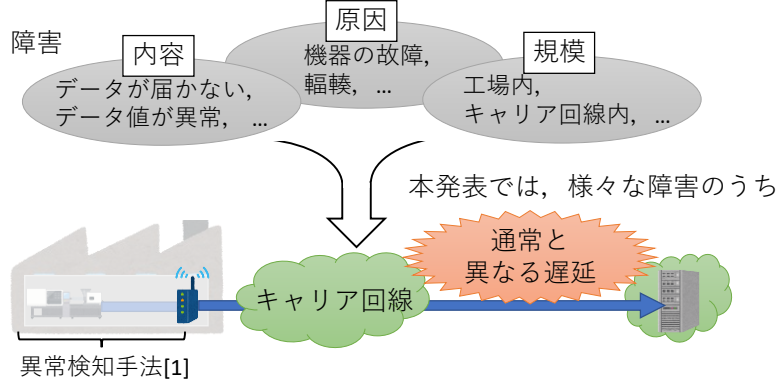 障害
内容
データが届かない,
データ値が異常, ...
原因
機器の故障,
輻輳, ...
規模
工場内,
キャリア回線内, ...
本発表では, 様々な障害のうち
通常と
異なる遅延
キャリア回線
異常検知手法[1]